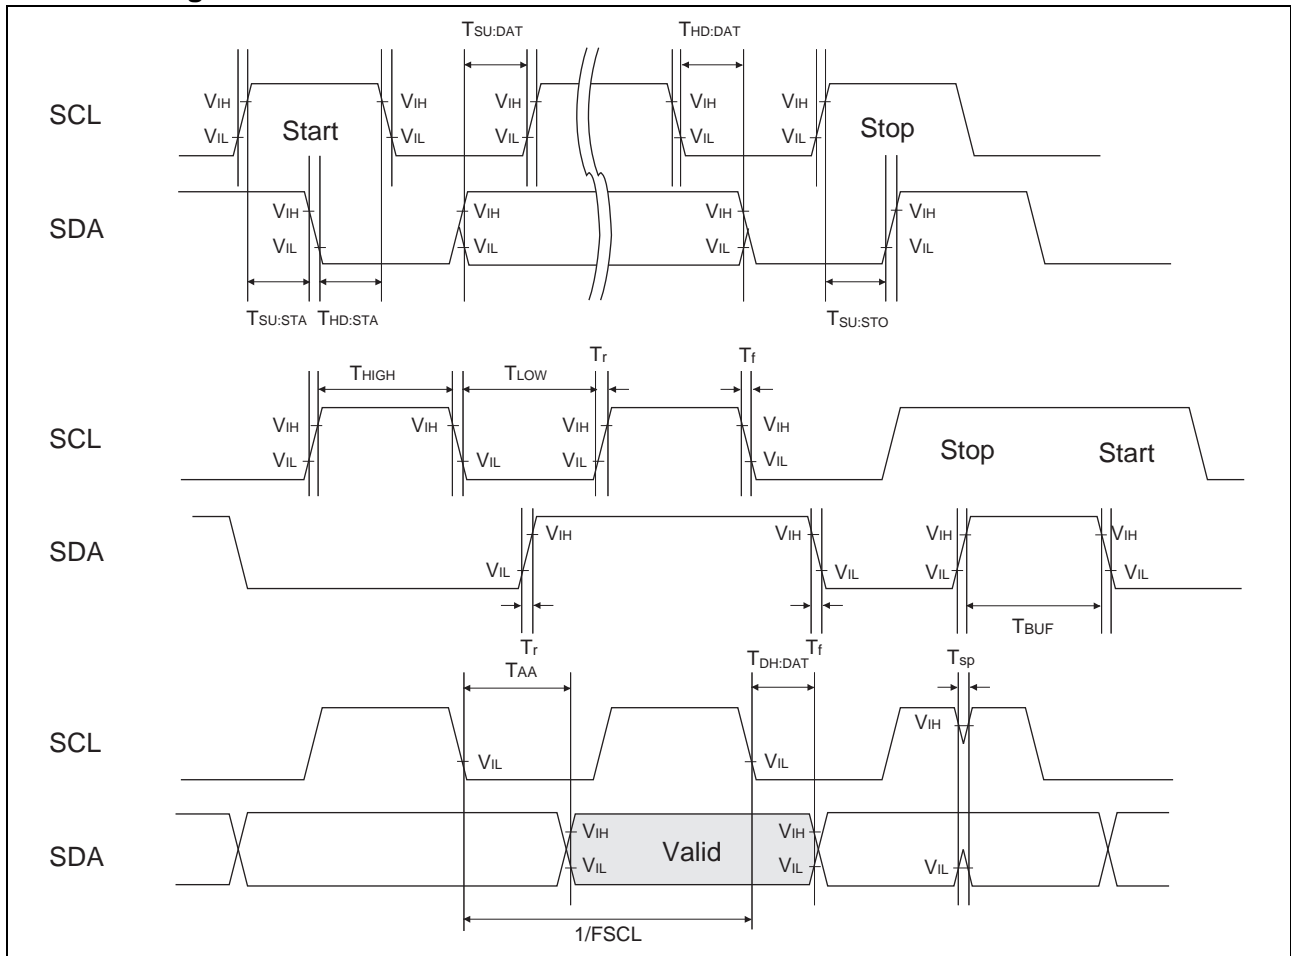 TSU:DAT THD:DAT
SCL VIH VIH VIH VIH VIH
Start Stop
VIL VIL VIL VIL VIL
SDA VIH VIH VIH VIH
VIL VIL VIL VIL
TSU:STA THD:STA TSU:STO
THIGH TLOW Tr Tf
SCL VIH VIH VIH VIH
Stop Start
VIL VIL VIL VIL
SDA VIH VIH VIH VIH
VIL VIL VIL VIL
Tr Tf TBUF
TAA TDH:DAT Tsp
SCL VIH
VIL VIL
SDA VIH Valid VIH
VIL VIL VIL
1/FSCL